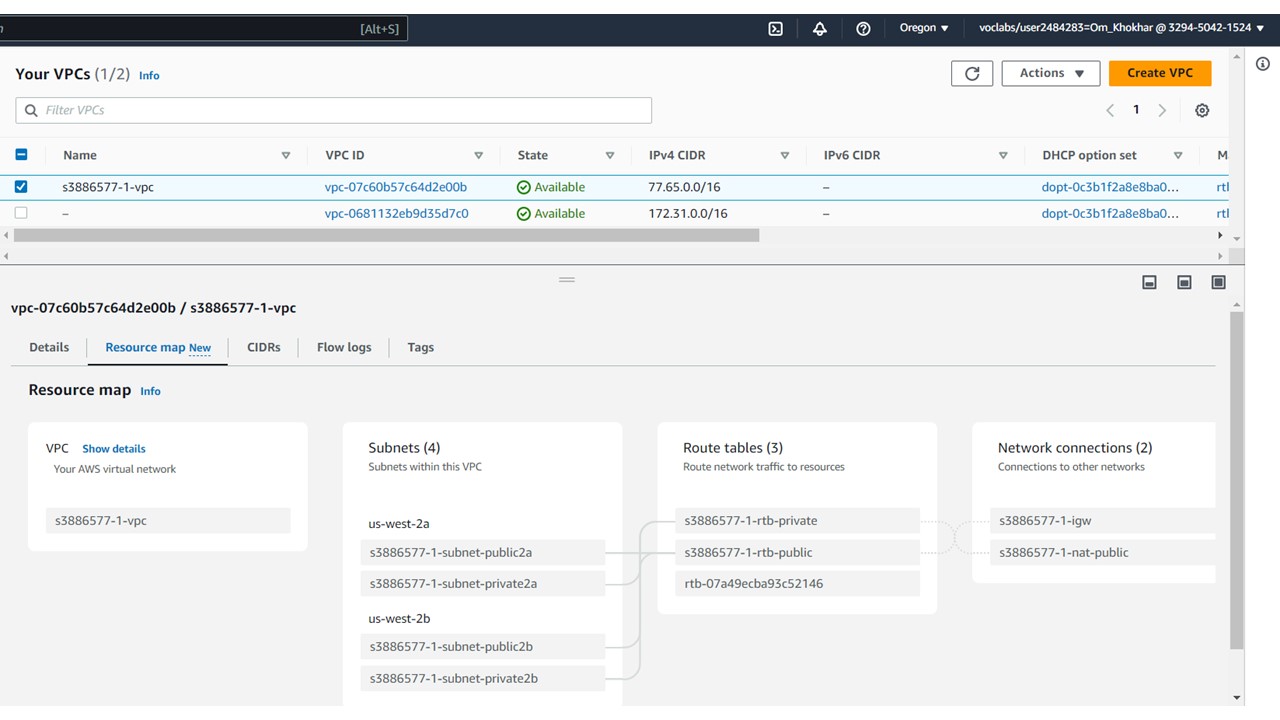 [Alt+S] Oregon voclabs/user2484283=Om_Khokhar @ 3294-5042-1524
Your VPCs (1/2) Info Actions Create VPC
Filter VPCs 1
Name VPC ID State IPv4 CIDR IPv6 CIDR DHCP option set
s3886577-1-vpc vpc-07c60b57c64d2e00b Available 77.65.0.0/16 – dopt-0c3b1f2a8e8ba0...
– vpc-0681132eb9d35d7c0 Available 172.31.0.0/16 – dopt-0c3b1f2a8e8ba0...
vpc-07c60b57c64d2e00b / s3886577-1-vpc
Details Resource map New CIDRs Flow logs Tags
Resource map Info
VPC Show details
Your AWS virtual network
s3886577-1-vpc
Subnets (4)
Subnets within this VPC
us-west-2a
s3886577-1-subnet-public2a
s3886577-1-subnet-private2a
us-west-2b
s3886577-1-subnet-public2b
s3886577-1-subnet-private2b
Route tables (3)
Route network traffic to resources
s3886577-1-rtb-private
s3886577-1-rtb-public
rtb-07a49ecba93c52146
Network connections (2)
Connections to other networks
s3886577-1-igw
s3886577-1-nat-public